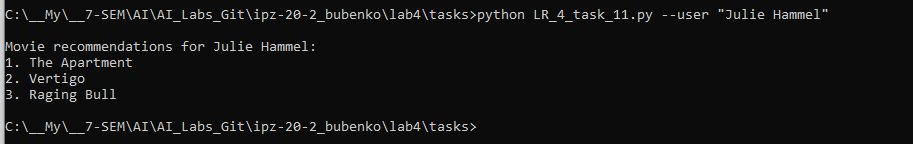 C:\__My\__7-SEM\AI\AI_Labs_Git\ipz-20-2_bubenko\lab4\tasks>python LR_4_task_11.py --user "Julie Hammel"
Movie recommendations for Julie Hammel:
1. The Apartment
2. Vertigo
3. Raging Bull
C:\__My\__7-SEM\AI\AI_Labs_Git\ipz-20-2_bubenko\lab4\tasks>